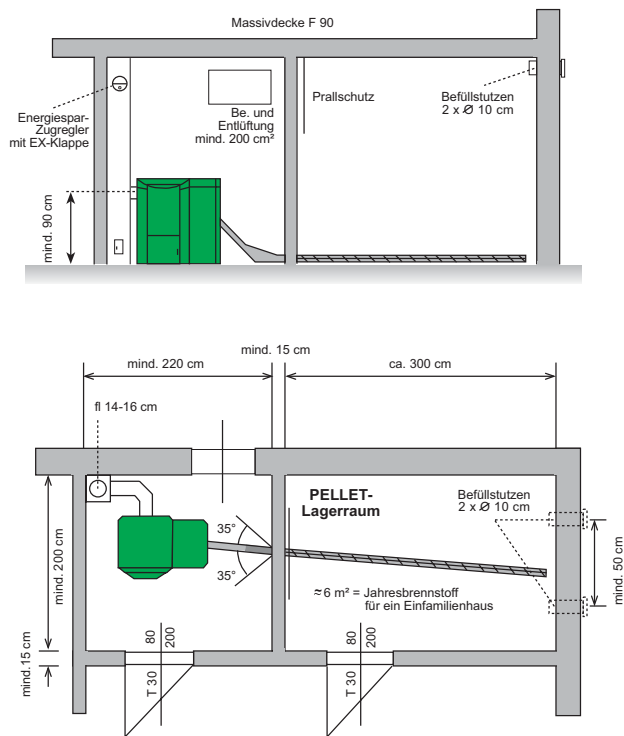 Massivdecke F 90
Energiespar-
Zugregler
mit EX-Klappe
Be. und
Entlüftung
mind. 200 cm²
Prallschutz
Befüllstutzen
2 x Ø 10 cm
mind. 90 cm
mind. 15 cm
mind. 220 cm
ca. 300 cm
fl 14-16 cm
PELLET-
Lagerraum
Befüllstutzen
2 x Ø 10 cm
35°
35°
≈ 6 m² = Jahresbrennstoff
für ein Einfamilienhaus
mind. 200 cm
mind. 50 cm
mind.15 cm
80
200
T 30
80
200
T 30